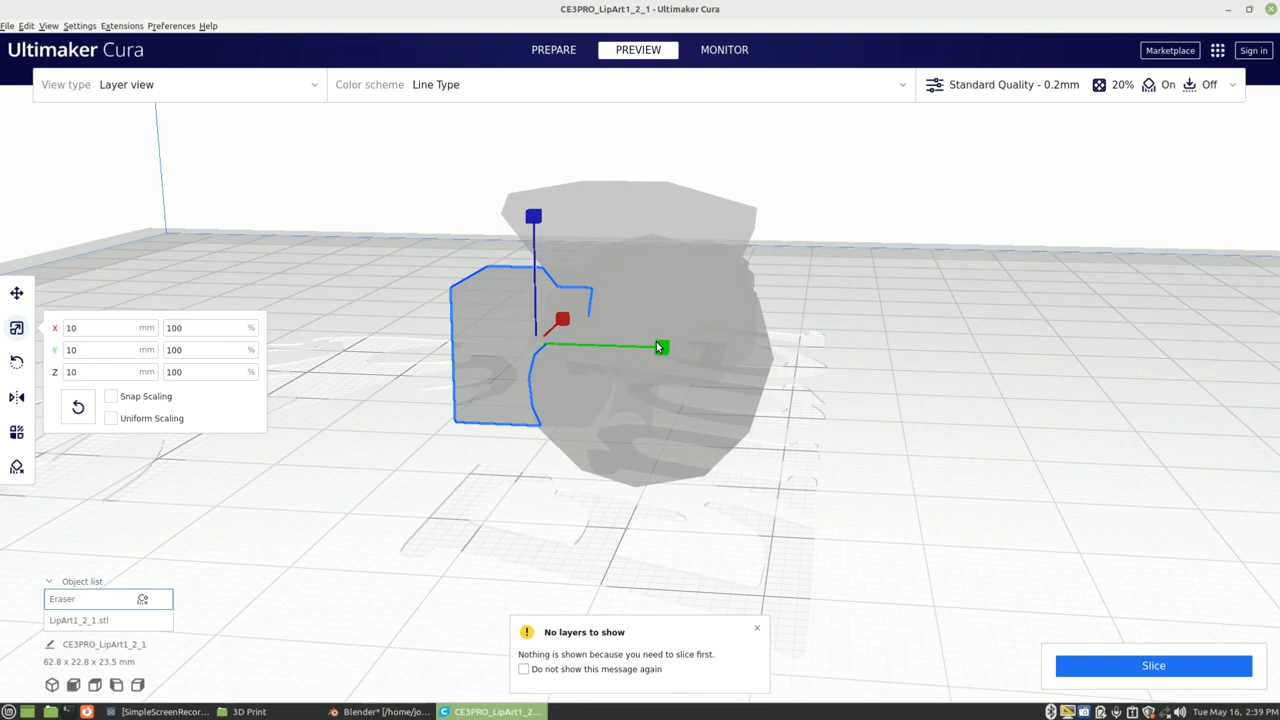 CE3PRO_LipArt1_2_1 - Ultimaker Cura
File Edit View Settings Extensions Preferences Help
Ultimaker Cura
PREPARE PREVIEW MONITOR
Marketplace Sign in
View type Layer view
Color scheme Line Type
Standard Quality - 0.2mm 20% On Off
X 10 mm 100 %
Y 10 mm 100 %
Z 10 mm 100 %
Snap Scaling
Uniform Scaling
Object list
Eraser
LipArt1_2_1.stl
CE3PRO_LipArt1_2_1
62.8 x 22.8 x 23.5 mm
No layers to show
Nothing is shown because you need to slice first.
Do not show this message again
Slice
[SimpleScreenRecor... 3D Print Blender* [/home/jo... CE3PRO_LipArt1_2... Tue May 16, 2:39 PM